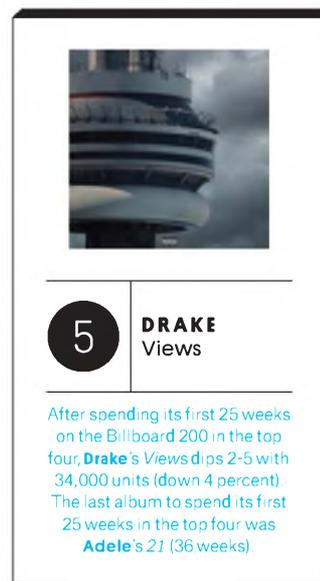 5
DRAKE
Views
After spending its first 25 weeks
on the Billboard 200 in the top
four, Drake's Views dips 2-5 with
34,000 units (down 4 percent).
The last album to spend its first
25 weeks in the top four was
Adele's 21 (36 weeks).